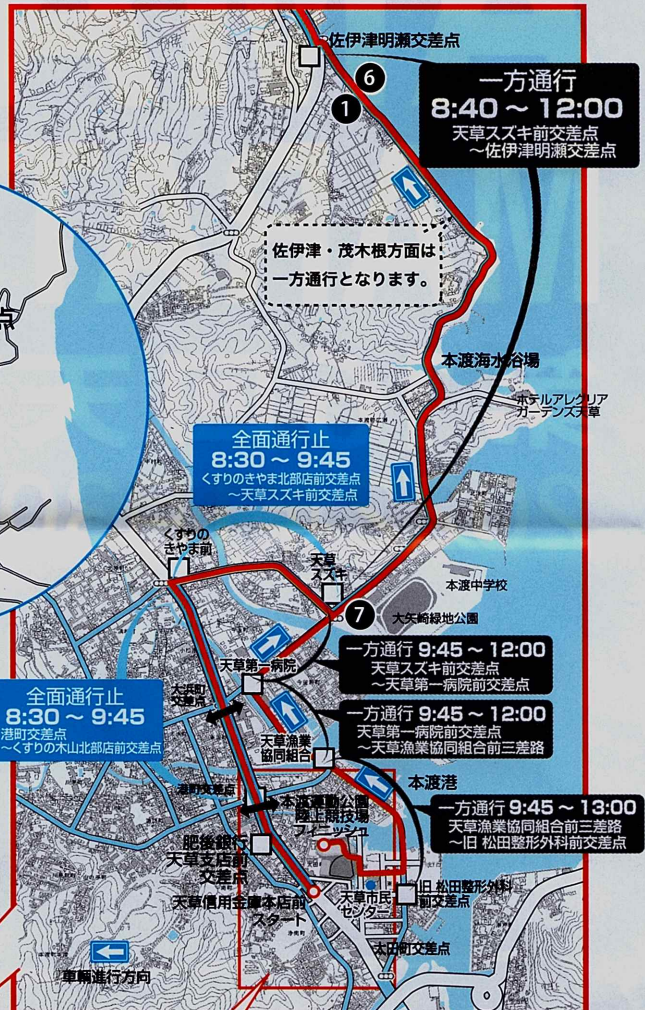 佐伊津明瀬交差点
6
1
一方通行
8:40～12:00
天草スズキ前交差点
～佐伊津明瀬交差点
佐伊津・茂木根方面は
一方通行となります。
点
本渡海水浴場
ホテルアレグリア
ガーデンズ天草
全面通行止
8:30～9:45
くすりのきやま北部店前交差点
～天草スズキ前交差点
くすりの
きやま前
天草
スズキ
本渡中学校
7
大矢崎緑地公園
一方通行 9:45～12:00
天草スズキ前交差点
～天草第一病院前交差点
天草第一病院
全面通行止
8:30～9:45
港町交差点
～くすりの木山北部店前交差点
大浜町
交差点
一方通行 9:45～12:00
天草第一病院前交差点
～天草漁業協同組合前三差路
天草漁業
協同組合
本渡港
港町交差点
本渡運動公園
陸上競技場
フィニッシュ
一方通行 9:45～13:00
天草漁業協同組合前三差路
～旧 松田整形外科前交差点
肥後銀行
天草支店前
交差点
天草信用金庫本店前
スタート
天草市民
センター
旧 松田整形外科
前交差点
太田町交差点
車輌進行方向